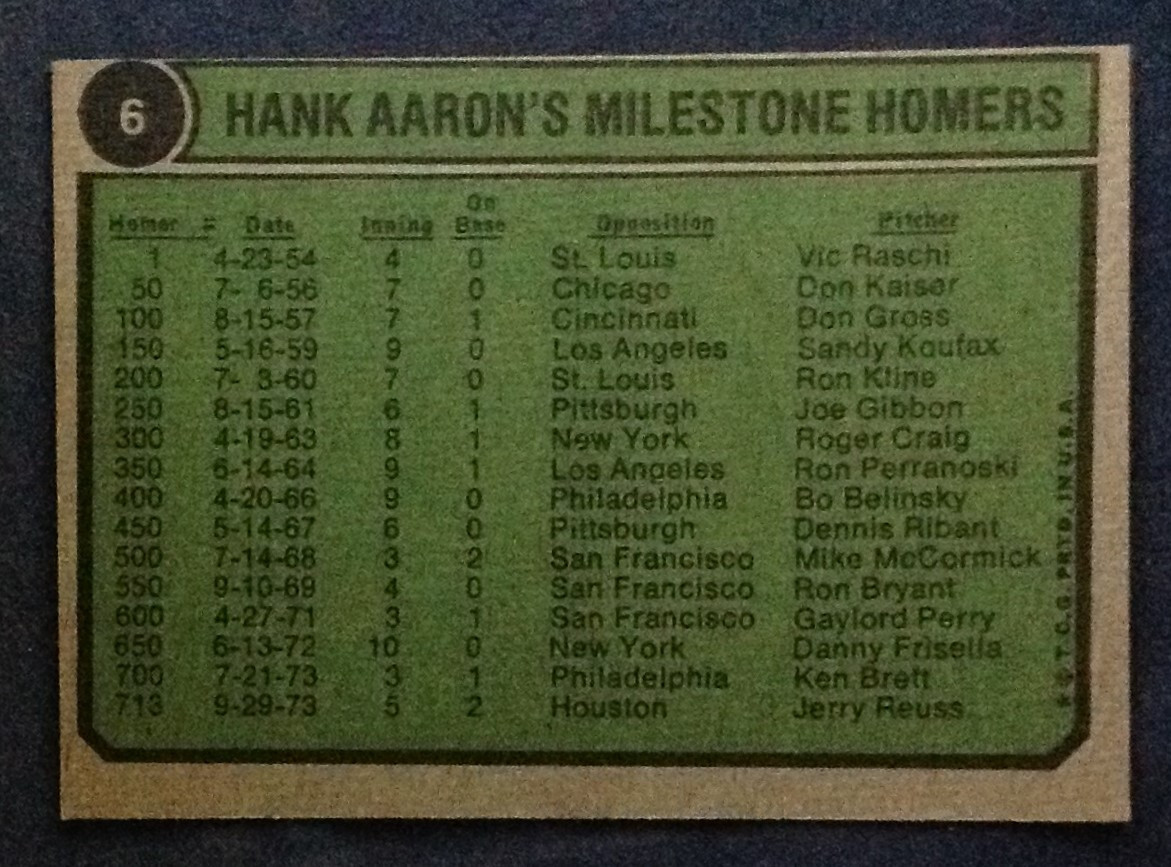 6
HANK AARON'S MILESTONE HOMERS
Homer # Date Inning On Base Opposition Pitcher
1 4-23-54 4 0 St. Louis Vic Raschi
50 7- 6-56 7 0 Chicago Don Kaiser
100 8-15-57 7 1 Cincinnati Don Gross
150 5-16-59 9 0 Los Angeles Sandy Koufax
200 7- 3-60 7 0 St. Louis Ron Kline
250 8-15-61 6 1 Pittsburgh Joe Gibbon
300 4-19-63 8 1 New York Roger Craig
350 6-14-64 9 1 Los Angeles Ron Perranoski
400 4-20-66 9 0 Philadelphia Bo Belinsky
450 5-14-67 6 0 Pittsburgh Dennis Ribant
500 7-14-68 3 2 San Francisco Mike McCormick
550 9-10-69 4 0 San Francisco Ron Bryant
600 4-27-71 3 1 San Francisco Gaylord Perry
650 6-13-72 10 0 New York Danny Frisella
700 7-21-73 3 1 Philadelphia Ken Brett
713 9-29-73 5 2 Houston Jerry Reuss
T.C.G. PRTD. IN U.S.A.